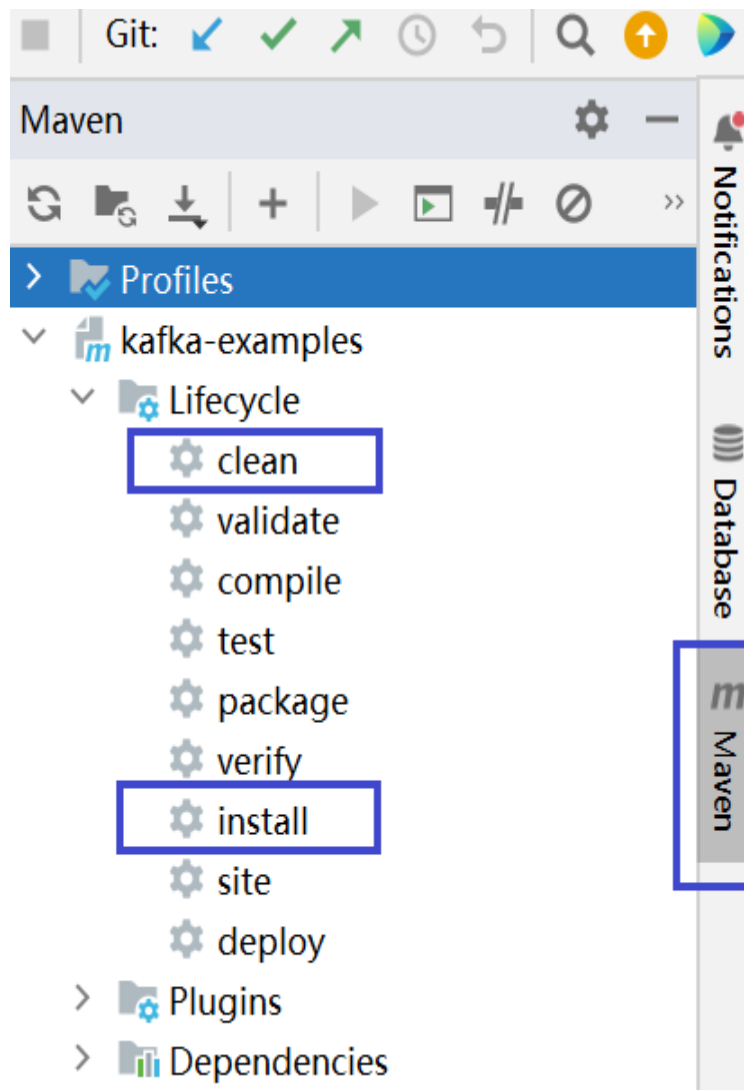 Git:
Maven
Profiles
kafka-examples
Lifecycle
clean
validate
compile
test
package
verify
install
site
deploy
Plugins
Dependencies
Notifications
Database
m Maven